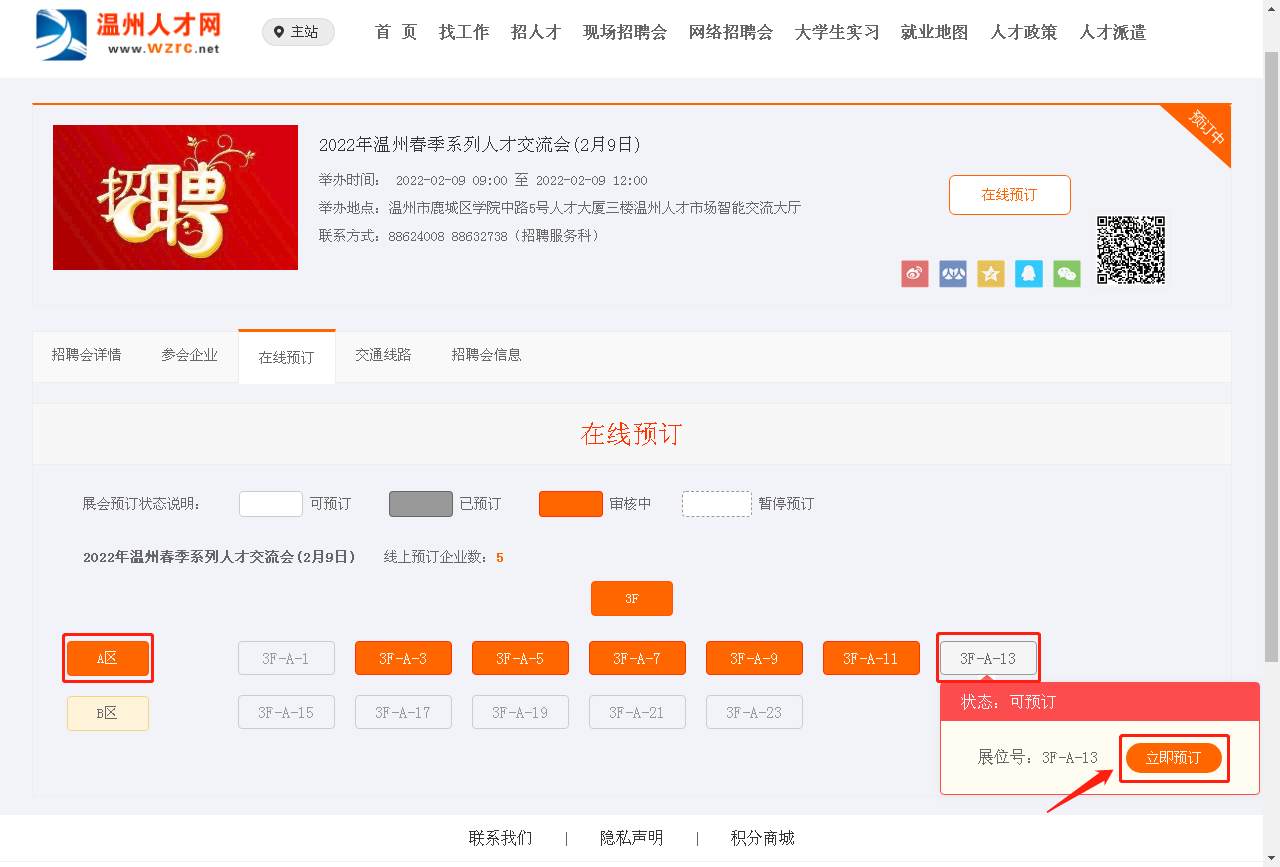 温州人才网
www.wzrc.net
主站
首 页 找工作 招人才 现场招聘会 网络招聘会 大学生实习 就业地图 人才政策 人才派遣
招聘
2022年温州春季系列人才交流会(2月9日)
预订中
举办时间： 2022-02-09 09:00 至 2022-02-09 12:00
举办地点：温州市鹿城区学院中路5号人才大厦三楼温州人才市场智能交流大厅
联系方式：88624008 88632738（招聘服务科）
在线预订
招聘会详情 参会企业 在线预订 交通线路 招聘会信息
在线预订
展会预订状态说明： 可预订 已预订 审核中 暂停预订
2022年温州春季系列人才交流会(2月9日) 线上预订企业数：5
3F
A区 3F-A-1 3F-A-3 3F-A-5 3F-A-7 3F-A-9 3F-A-11 3F-A-13
B区 3F-A-15 3F-A-17 3F-A-19 3F-A-21 3F-A-23
状态：可预订
展位号：3F-A-13 立即预订
联系我们 | 隐私声明 | 积分商城